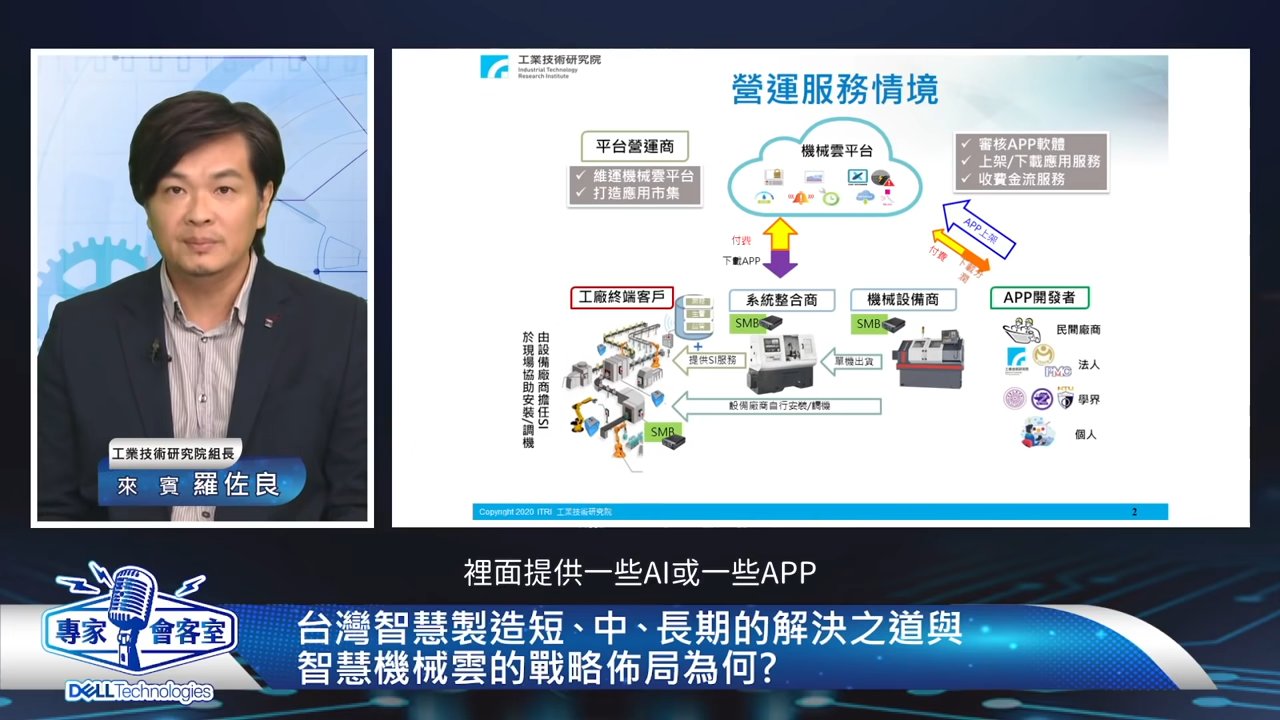 工業技術研究院
Industrial Technology
Research Institute
營運服務情境
平台營運商
✓ 維運機械雲平台
✓ 打造應用市集
機械雲平台
✓ 審核APP軟體
✓ 上架/下載應用服務
✓ 收費金流服務
付費
下載APP
APP上架
付費
工廠終端客戶
系統整合商
機械設備商
APP開發者
SMB
SMB
提供SI服務
單機出貨
設備廠商自行安裝/調機
SMB
由設備廠商擔任SI
於現場協助安裝/調機
民間廠商
PMC
法人
NTU
學界
個人
Copyright 2020 ITRI 工業技術研究院
2
工業技術研究院組長
來 賓 羅佐良
裡面提供一些AI或一些APP
專家 會客室
DELL Technologies
台灣智慧製造短、中、長期的解決之道與
智慧機械雲的戰略佈局為何?